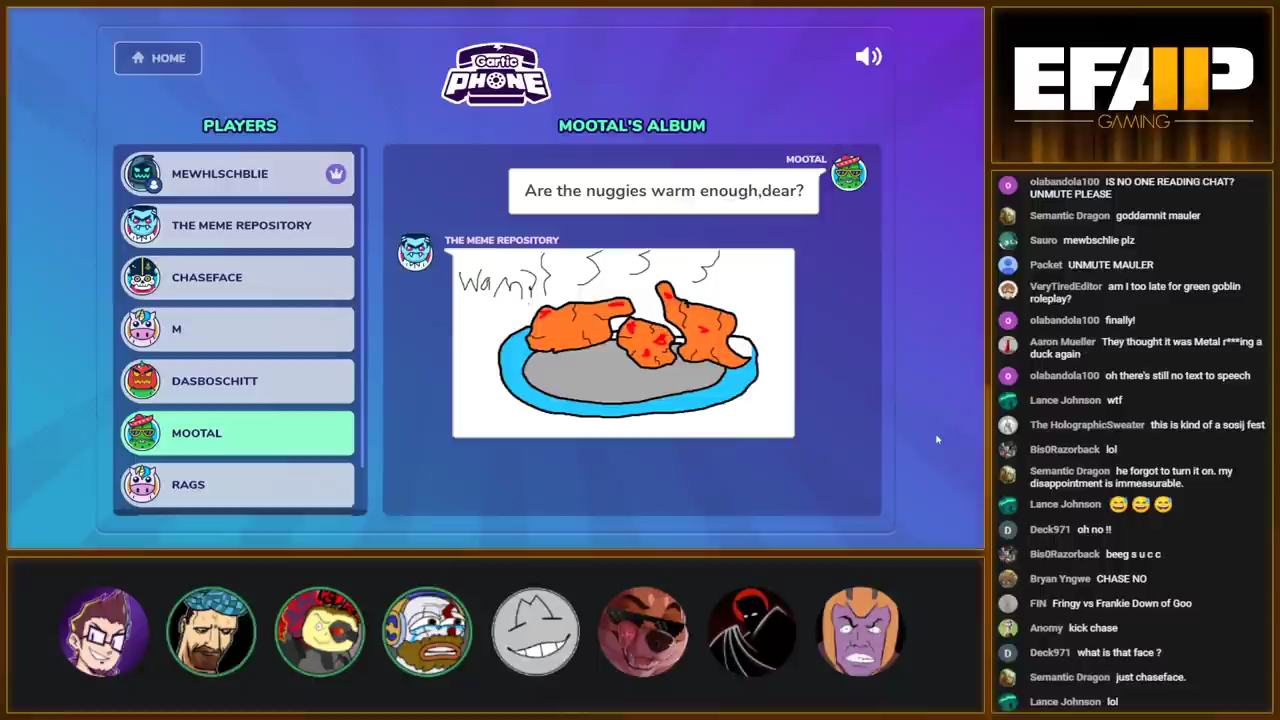 HOME
Gartic
PHONE
PLAYERS
MEWHLSCHBLIE
THE MEME REPOSITORY
CHASEFACE
M
DASBOSCHITT
MOOTAL
RAGS
MOOTAL'S ALBUM
MOOTAL
Are the nuggies warm enough,dear?
THE MEME REPOSITORY
Wamp
EFAP
GAMING
olabandola100 IS NO ONE READING CHAT?
UNMUTE PLEASE
Semantic Dragon goddamnit mauler
Sauro mewbschlie plz
Packet UNMUTE MAULER
VeryTiredEditor am I too late for green goblin
roleplay?
olabandola100 finally!
Aaron Mueller They thought it was Metal r***ing a
duck again
olabandola100 oh there's still no text to speech
Lance Johnson wtf
The HolographicSweater this is kind of a sosij fest
Bis0Razorback lol
Semantic Dragon he forgot to turn it on. my
disappointment is immeasurable.
Lance Johnson 😅 😅 😅
Deck971 oh no !!
Bis0Razorback beeg s u c c
Bryan Yngwe CHASE NO
FIN Fringy vs Frankie Down of Goo
Anomy kick chase
Deck971 what is that face ?
Semantic Dragon just chaseface.
Lance Johnson lol